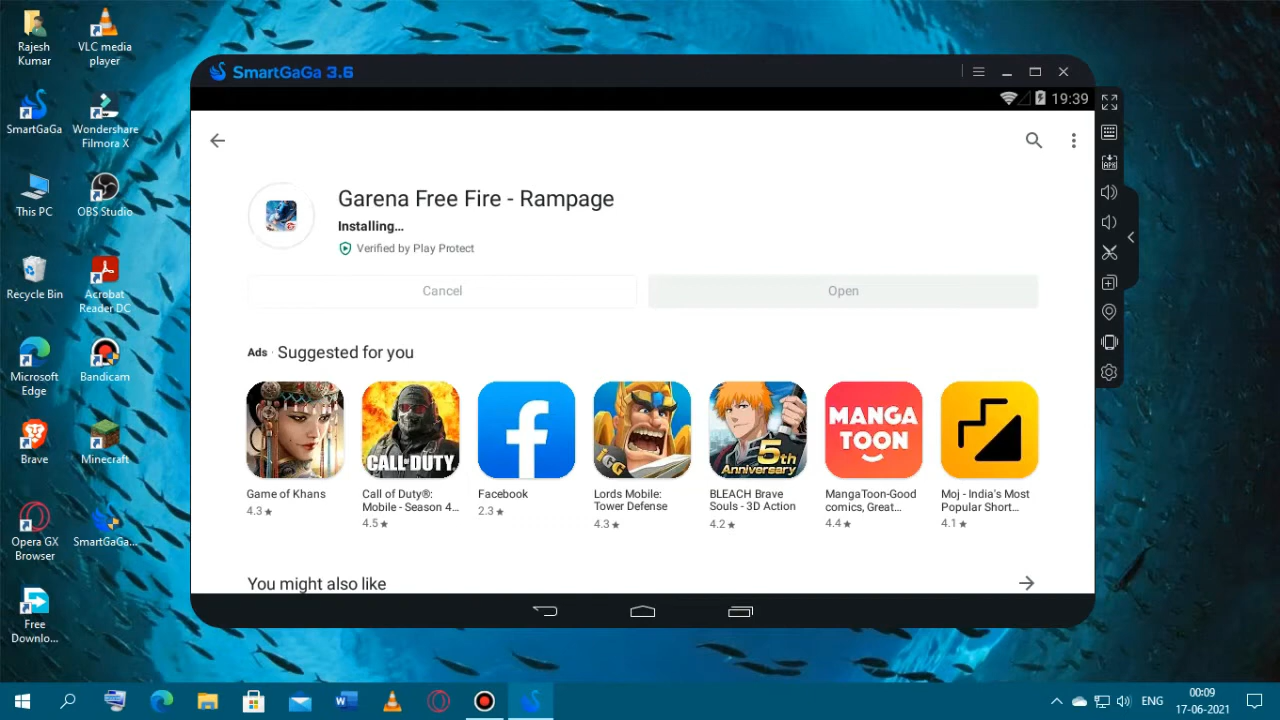 Rajesh
Kumar
VLC media
player
SmartGaGa
Wondershare
Filmora X
This PC
OBS Studio
Recycle Bin
Acrobat
Reader DC
Microsoft
Edge
Bandicam
Brave
Minecraft
Opera GX
Browser
SmartGaGa...
Free
Downlo...
SmartGaGa 3.6
19:39
APK
Garena Free Fire - Rampage
Installing...
Verified by Play Protect
Cancel
Open
Ads · Suggested for you
CALL OF DUTY
IGG
5th
Anniversary
MANGA
TOON
Game of Khans
4.3 ★
Call of Duty®:
Mobile - Season 4...
4.5 ★
Facebook
2.3 ★
Lords Mobile:
Tower Defense
4.3 ★
BLEACH Brave
Souls - 3D Action
4.2 ★
MangaToon-Good
comics, Great...
4.4 ★
Moj - India's Most
Popular Short...
4.1 ★
You might also like
ENG
00:09
17-06-2021